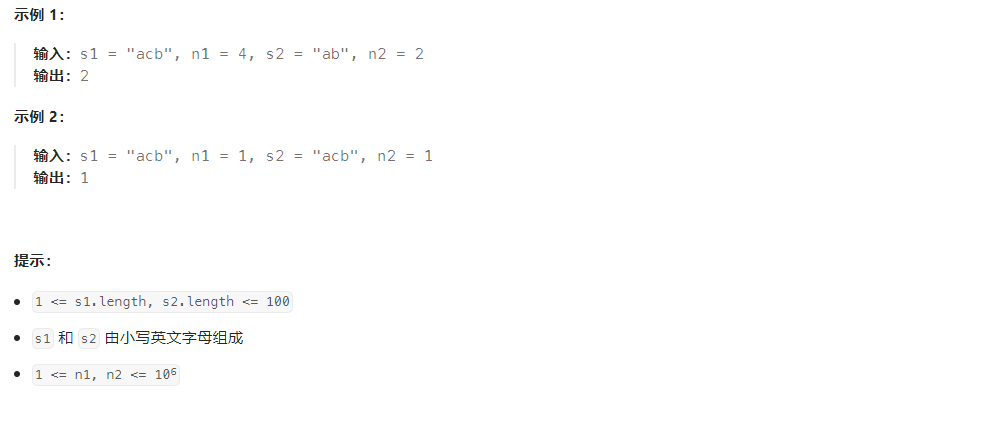 示例 1：
输入：s1 = "acb", n1 = 4, s2 = "ab", n2 = 2
输出：2
示例 2：
输入：s1 = "acb", n1 = 1, s2 = "acb", n2 = 1
输出：1
提示：
• 1 <= s1.length, s2.length <= 100
• s1 和 s2 由小写英文字母组成
• 1 <= n1, n2 <= 10⁶